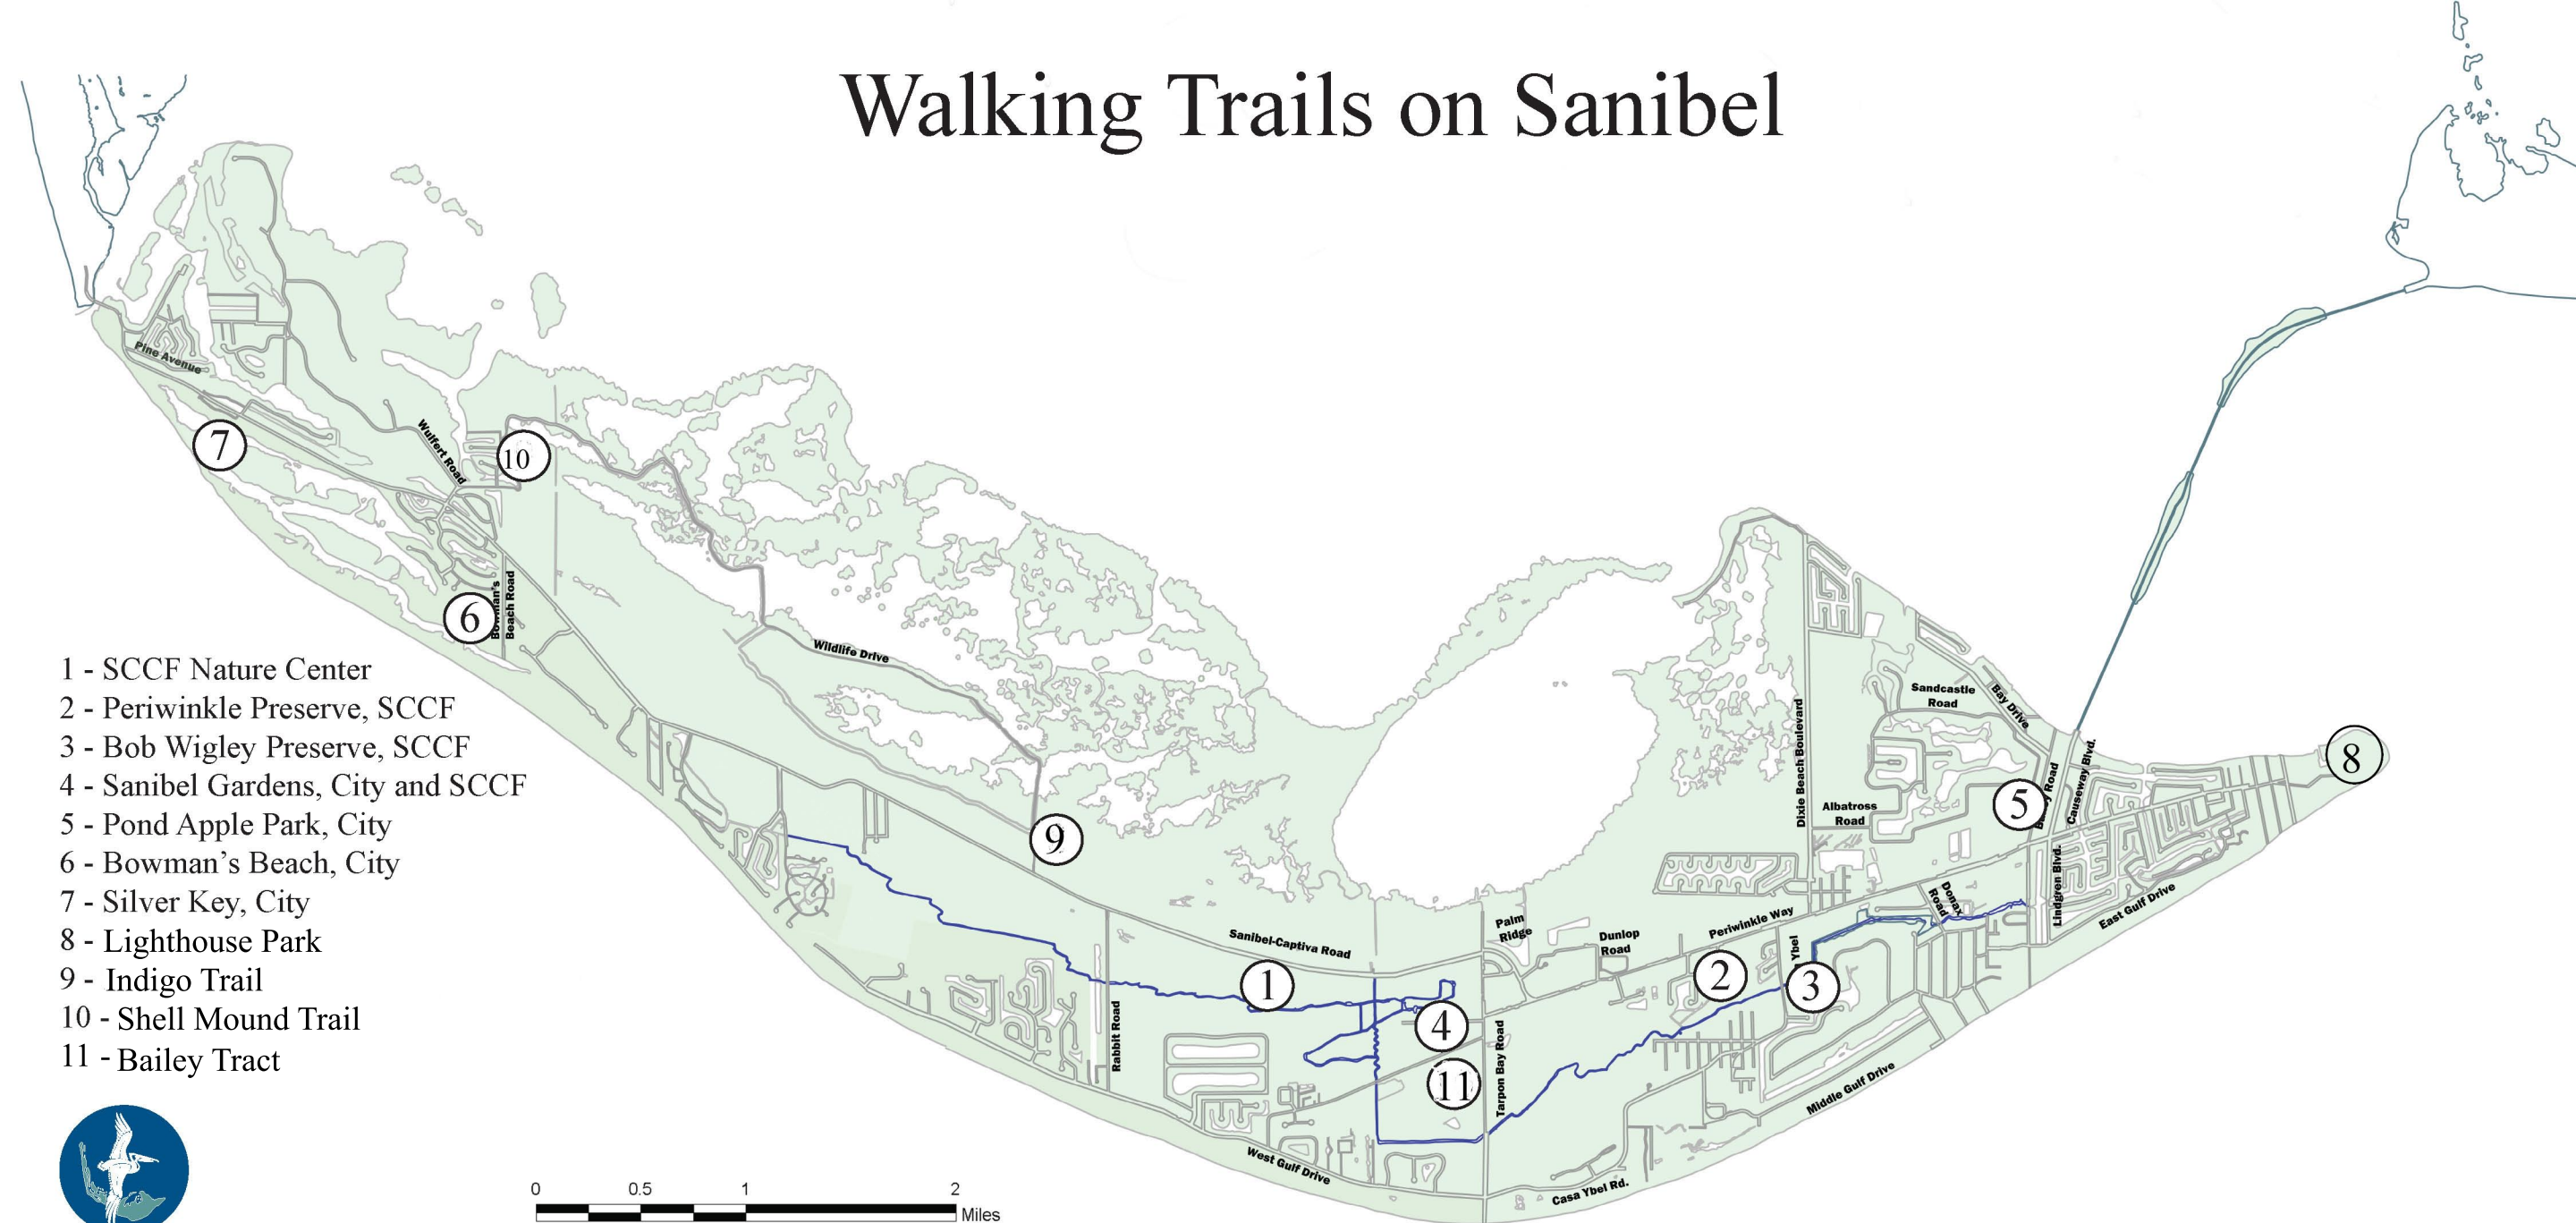 Walking Trails on Sanibel
Pine Avenue
7
Wulfert Road
10
6
Bowman's
Beach Road
Wildlife Drive
9
Sanibel-Captiva Road
1
Rabbit Road
4
11
Tarpon Bay Road
Palm
Ridge
Dunlop
Road
Periwinkle Way
2
Ybel
3
Dixie Beach Boulevard
Sandcastle
Road
Bay Drive
Albatross
Road
5
Road
Causeway Blvd.
8
Donax
Road
Lindgren Blvd.
East Gulf Drive
Middle Gulf Drive
Casa Ybel Rd.
West Gulf Drive
1 - SCCF Nature Center
2 - Periwinkle Preserve, SCCF
3 - Bob Wigley Preserve, SCCF
4 - Sanibel Gardens, City and SCCF
5 - Pond Apple Park, City
6 - Bowman's Beach, City
7 - Silver Key, City
8 - Lighthouse Park
9 - Indigo Trail
10 - Shell Mound Trail
11 - Bailey Tract
0 0.5 1 2
Miles